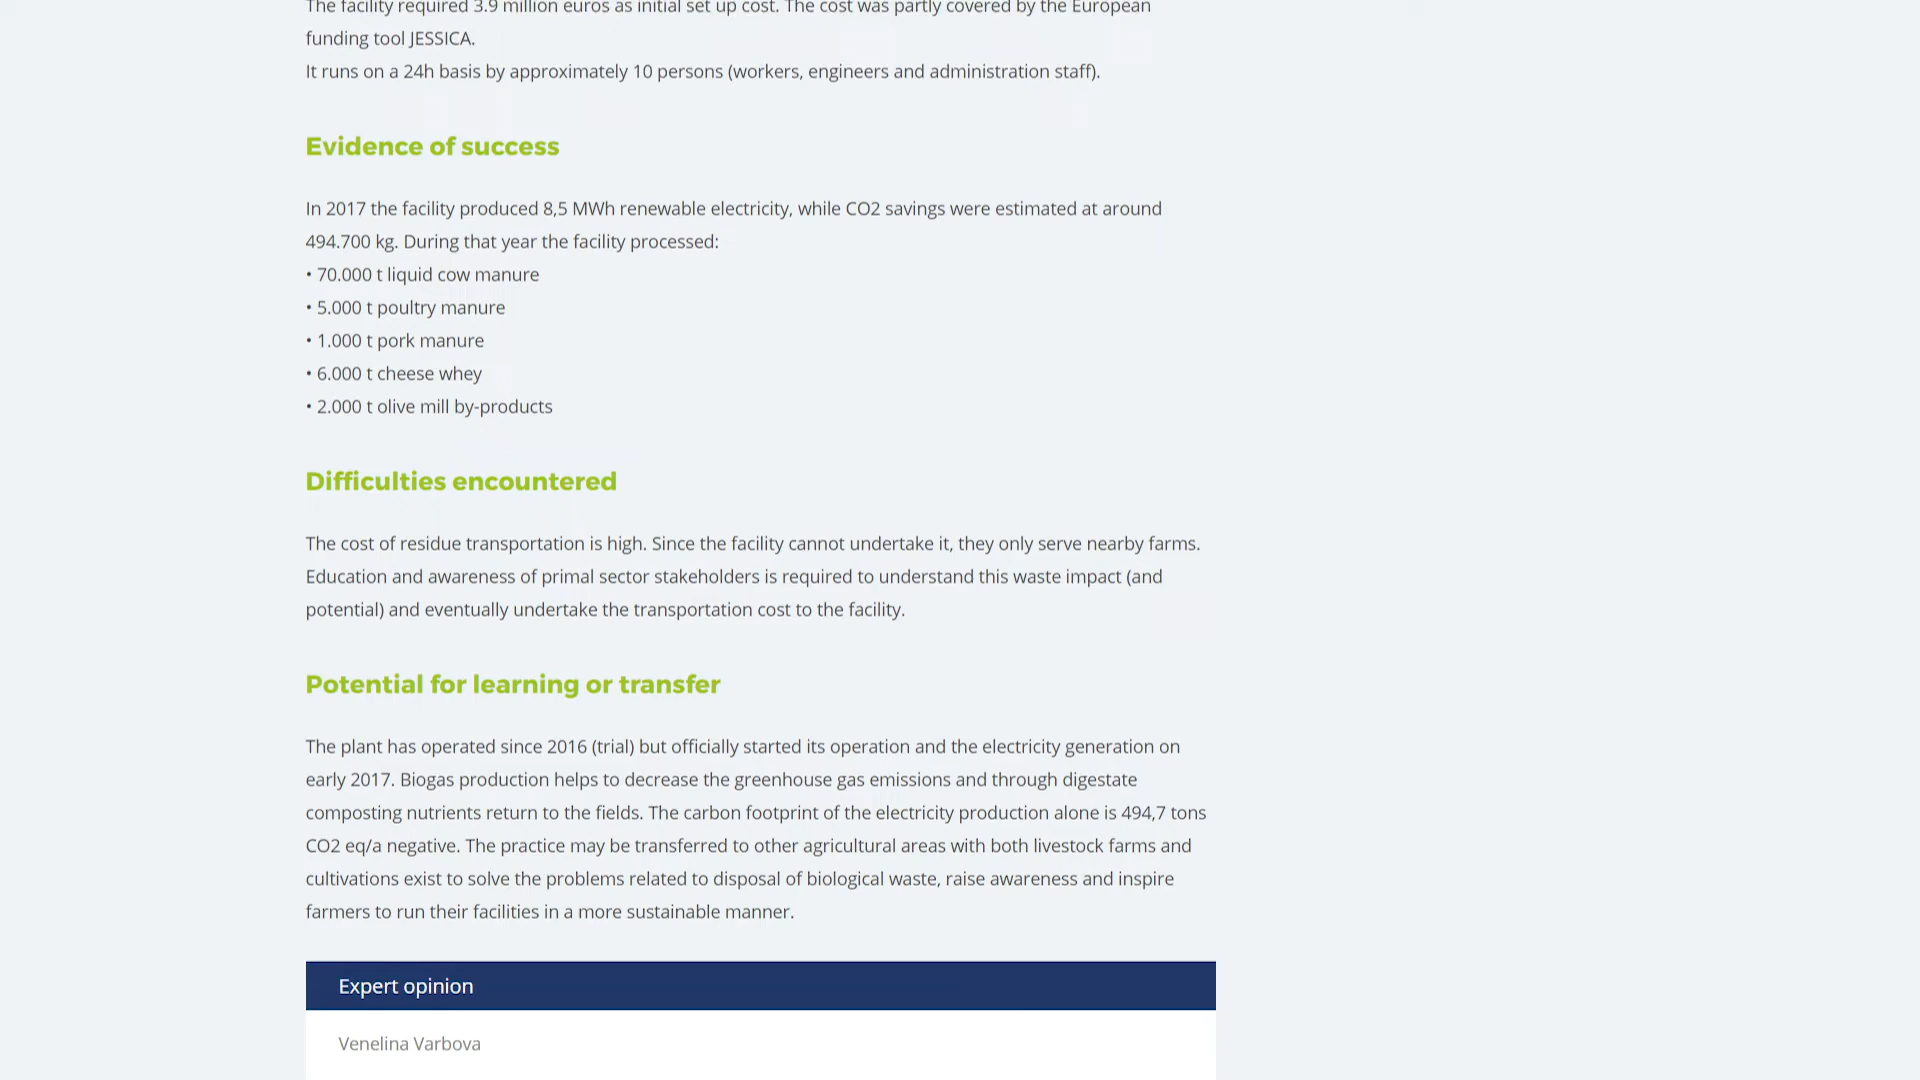 The facility required 3.9 million euros as initial set up cost. The cost was partly covered by the European
funding tool JESSICA.
It runs on a 24h basis by approximately 10 persons (workers, engineers and administration staff).
Evidence of success
In 2017 the facility produced 8,5 MWh renewable electricity, while CO2 savings were estimated at around
494.700 kg. During that year the facility processed:
• 70.000 t liquid cow manure
• 5.000 t poultry manure
• 1.000 t pork manure
• 6.000 t cheese whey
• 2.000 t olive mill by-products
Difficulties encountered
The cost of residue transportation is high. Since the facility cannot undertake it, they only serve nearby farms.
Education and awareness of primal sector stakeholders is required to understand this waste impact (and
potential) and eventually undertake the transportation cost to the facility.
Potential for learning or transfer
The plant has operated since 2016 (trial) but officially started its operation and the electricity generation on
early 2017. Biogas production helps to decrease the greenhouse gas emissions and through digestate
composting nutrients return to the fields. The carbon footprint of the electricity production alone is 494,7 tons
CO2 eq/a negative. The practice may be transferred to other agricultural areas with both livestock farms and
cultivations exist to solve the problems related to disposal of biological waste, raise awareness and inspire
farmers to run their facilities in a more sustainable manner.
Expert opinion
Venelina Varbova